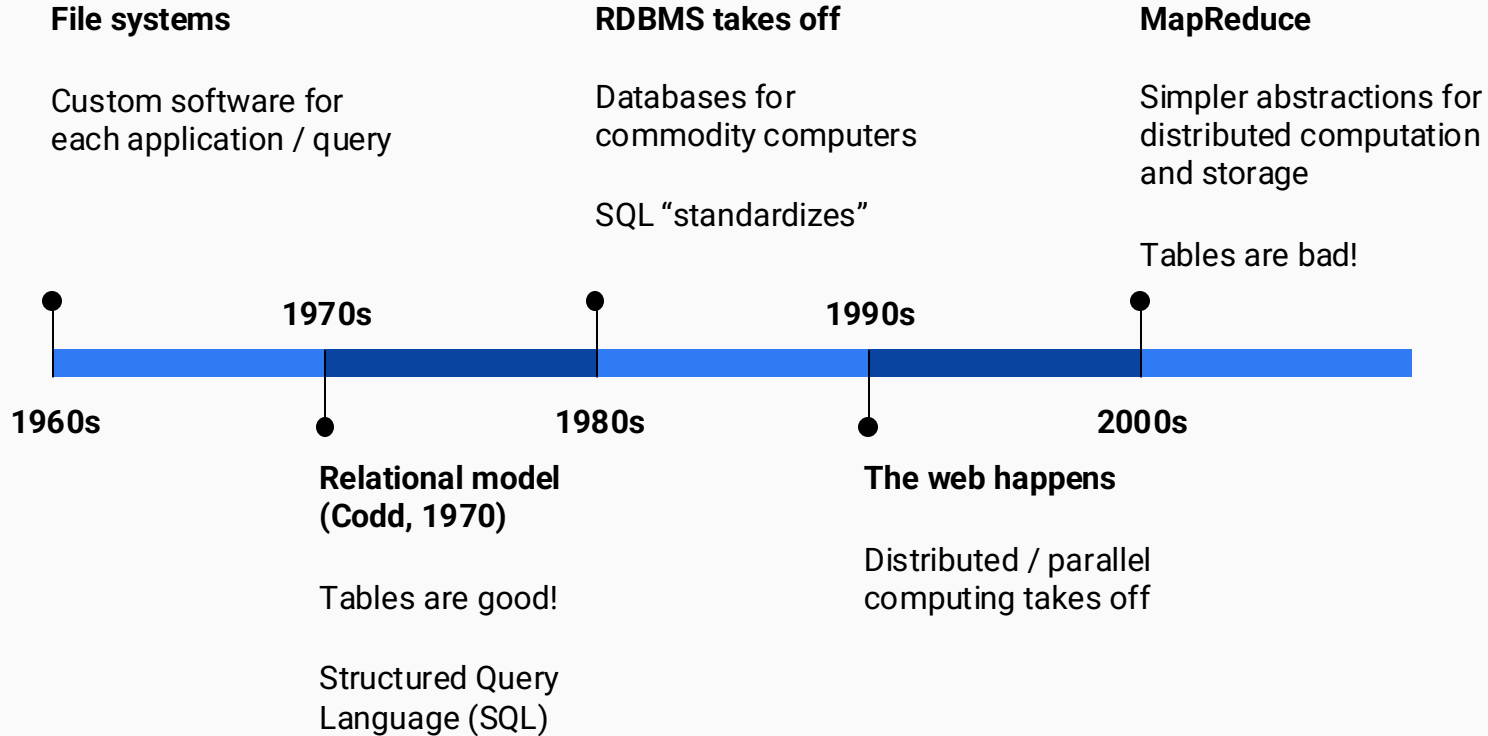 File systems
Custom software for
each application / query
RDBMS takes off
Databases for
commodity computers
SQL “standardizes”
MapReduce
Simpler abstractions for
distributed computation
and storage
Tables are bad!
1970s
1990s
1960s
1980s
2000s
Relational model
(Codd, 1970)
Tables are good!
Structured Query
Language (SQL)
The web happens
Distributed / parallel
computing takes off